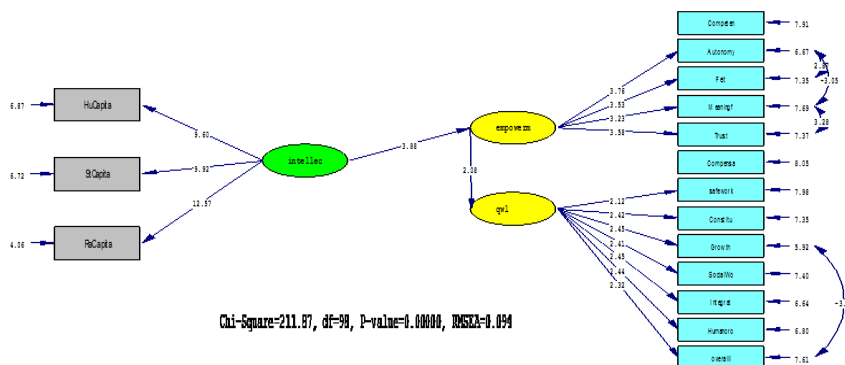 Competen
7.91
Autonomy
6.67
2.87
Felt
7.35
-3.05
Meaningf
7.69
3.28
Trust
7.37
3.76
3.53
3.23
3.58
empowerm
6.87
HuCapita
9.60
intellec
3.88
2.08
Compensa
8.05
6.72
StCapita
9.92
qwl
safework
7.98
2.12
Constitu
7.35
2.42
Growth
5.92
2.45
SocialWo
7.40
2.41
4.06
ReCapita
12.57
Integrat
6.64
2.45
Humanoro
6.80
2.44
overalll
7.61
2.32
Chi-Square=211.87, df=98, P-value=0.00000, RMSEA=0.094